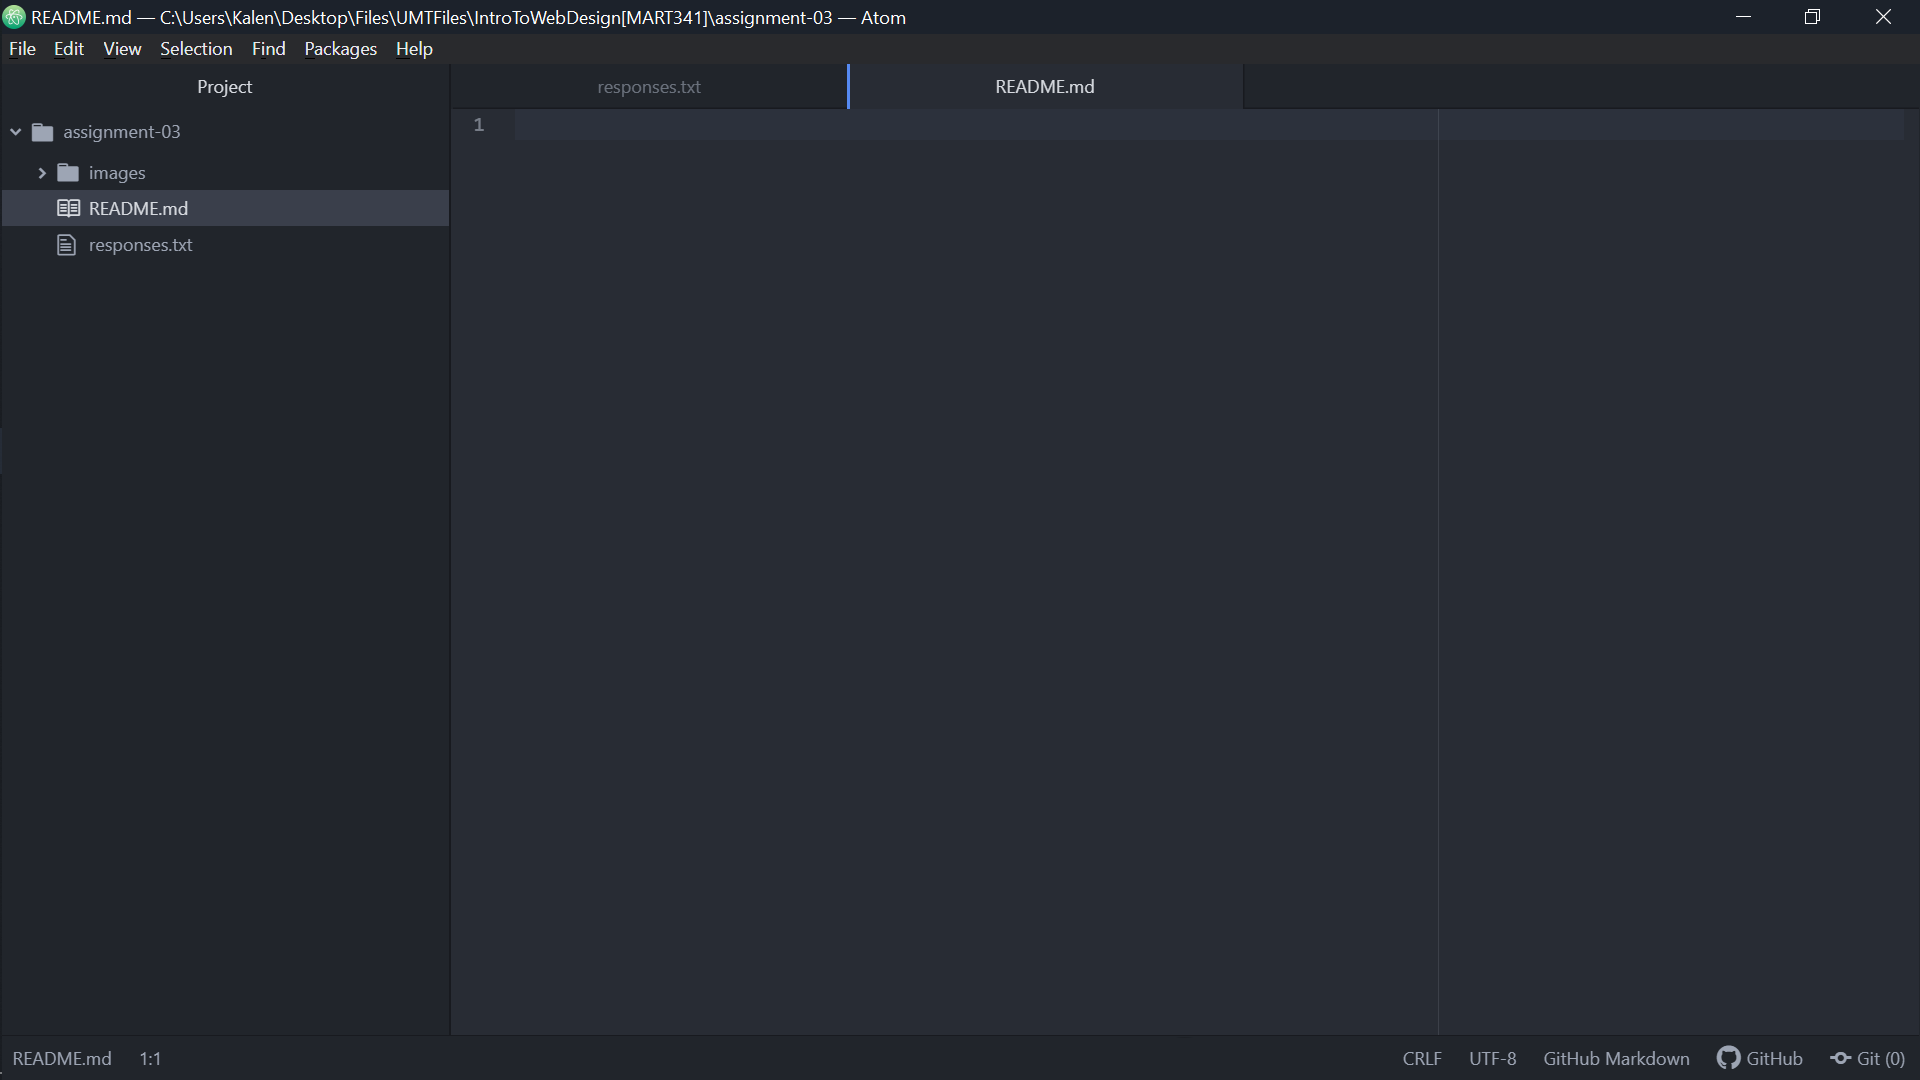 README.md — C:\Users\Kalen\Desktop\Files\UMTFiles\IntroToWebDesign[MART341]\assignment-03 — Atom
File Edit View Selection Find Packages Help
Project
responses.txt
README.md
assignment-03
images
README.md
responses.txt
1
README.md 1:1
CRLF UTF-8 GitHub Markdown GitHub Git (0)